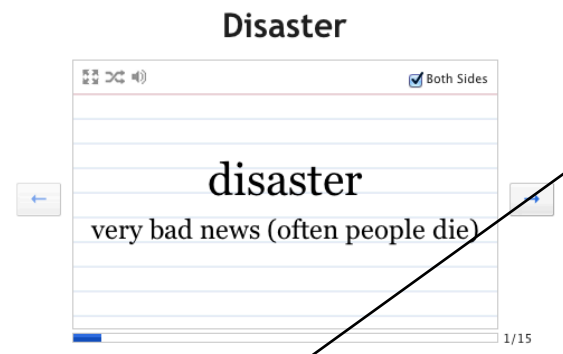 Disaster
Both Sides
disaster
very bad news (often people die)
1/15